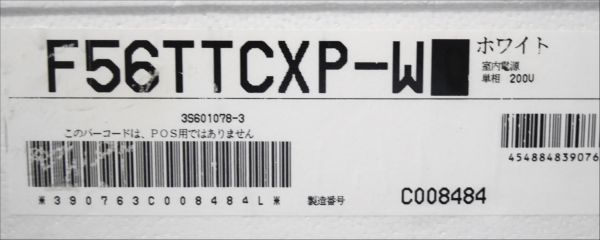 F56TTCXP-W
ホワイト
室内電源
単相 200V
3S601078-3
このバーコードは、POS用ではありません
*390763C008484L*
製造番号
C008484
454884839076